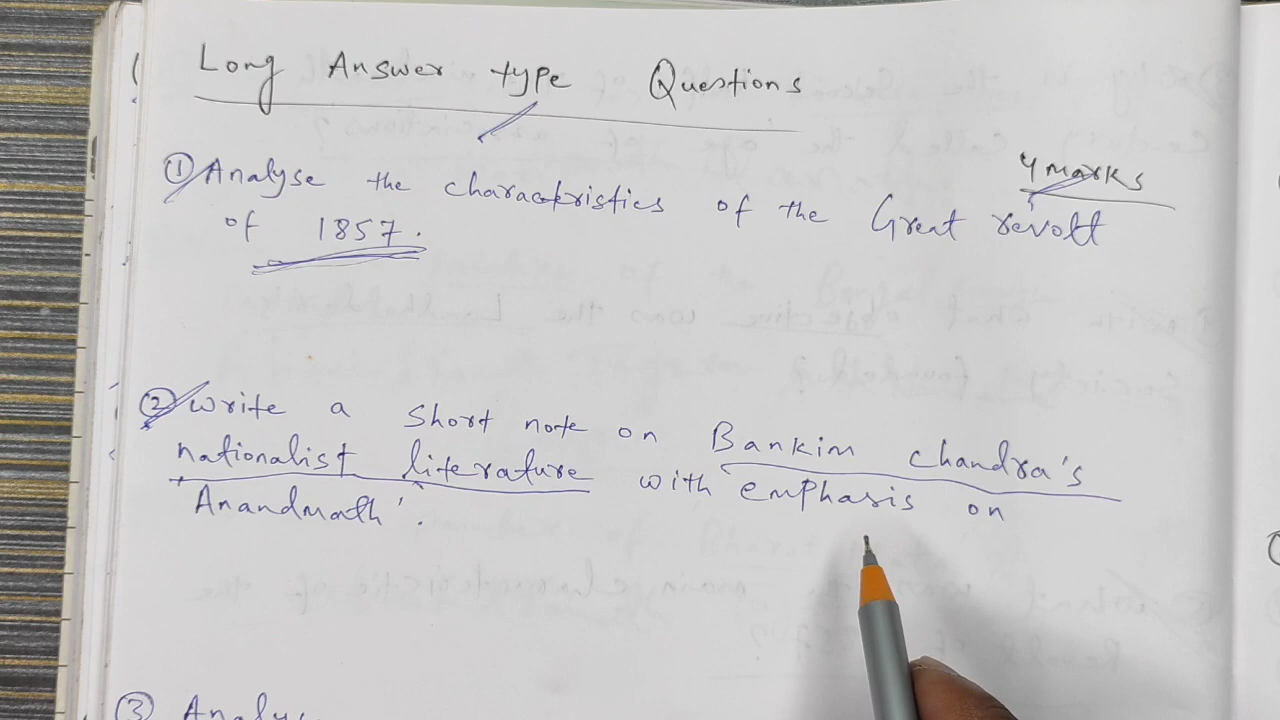 Long Answer type Questions
4 marks
① Analyse the characteristics of the Great revolt
of 1857.
② Write a short note on Bankim Chandra's
nationalist literature with emphasis on
'Anandmath'.
③ Analys